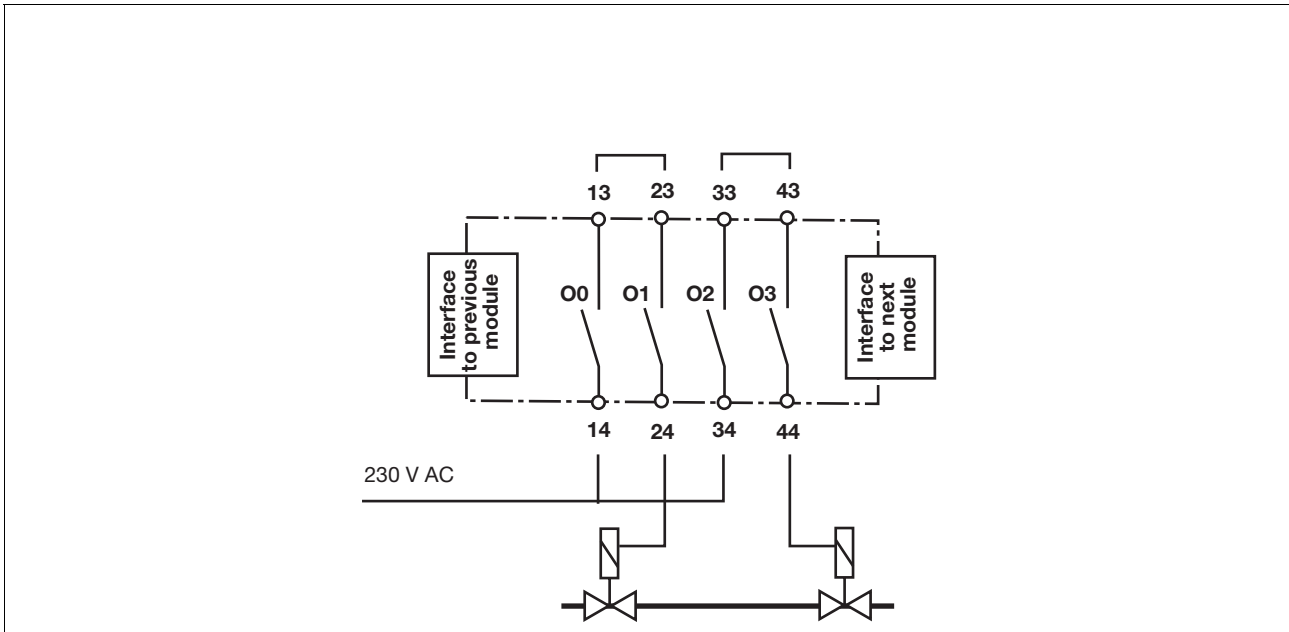 13 23 33 43
Interface
to previous
module
O0 O1 O2 O3
Interface
to next
module
14 24 34 44
230 V AC